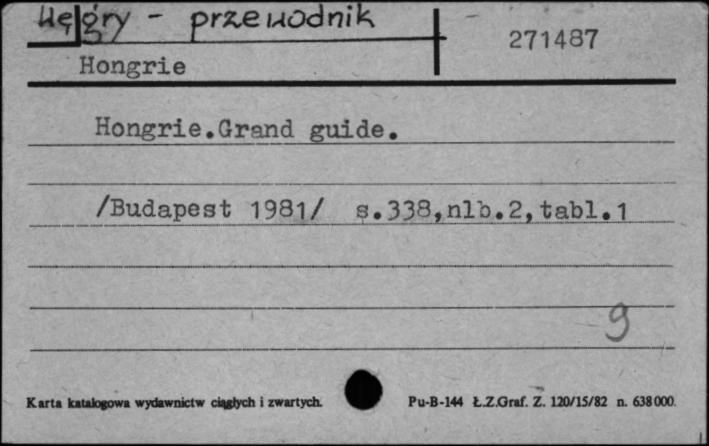 Węgry - przewodnik
271487
Hongrie
Hongrie.Grand guide.
/Budapest 1981/ s.338,nlb.2,tabl.1
9
Karta katalogowa wydawnictw ciągłych i zwartych.
Pu-B-144 Ł.Z.Graf. Z. 120/15/82 n. 638000.